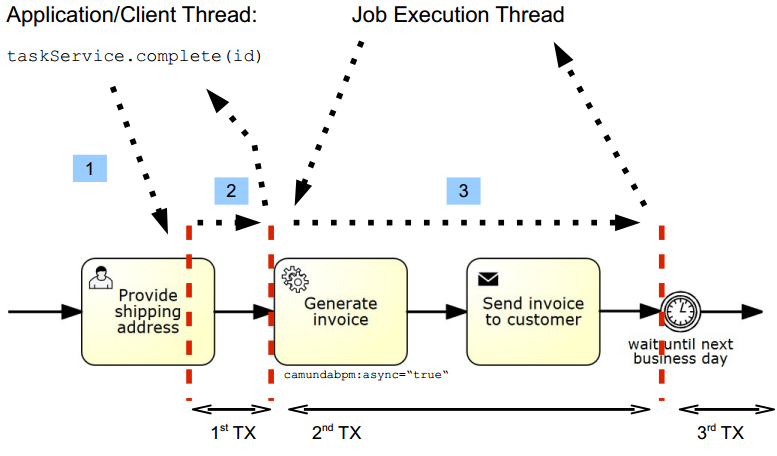 Application/Client Thread:
Job Execution Thread
taskService.complete(id)
1
2
3
Provide
shipping
address
Generate
invoice
Send invoice
to customer
wait until next
business day
camundabpm:async="true"
1st TX
2nd TX
3rd TX